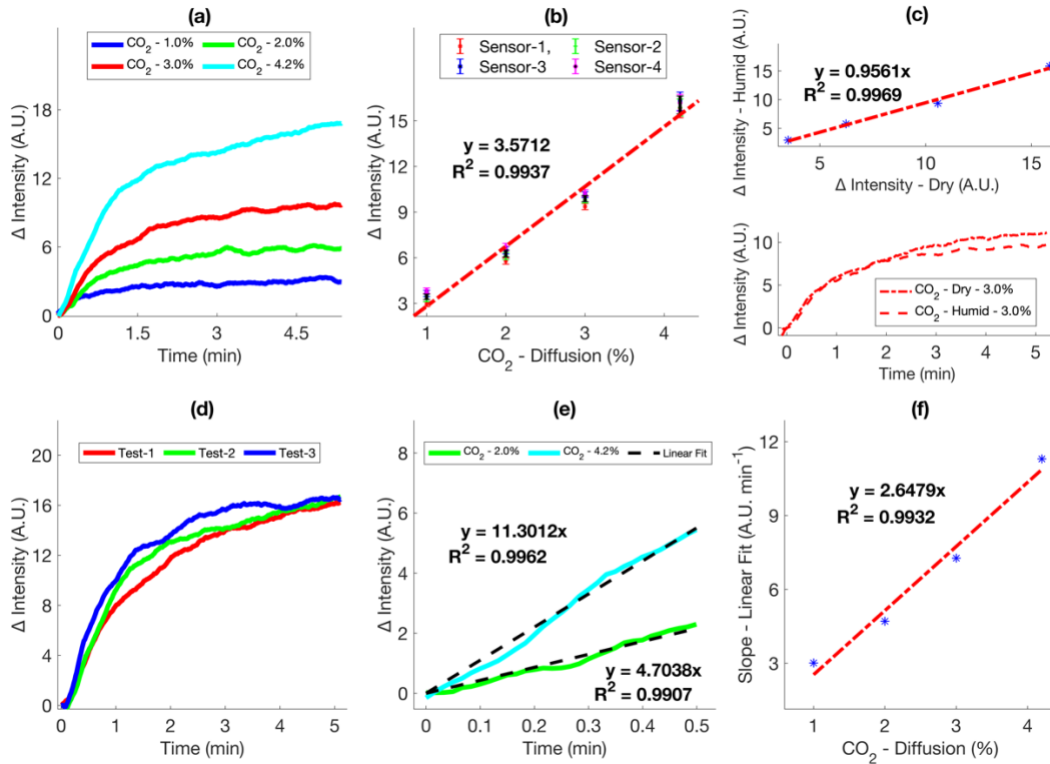 (a)
CO2 - 1.0% CO2 - 2.0%
CO2 - 3.0% CO2 - 4.2%
Δ Intensity (A.U.)
18
12
6
0
0 1.5 3 4.5
Time (min)
(b)
Sensor-1, Sensor-2
Sensor-3 Sensor-4
y = 3.5712
R² = 0.9937
Δ Intensity (A.U.)
15
12
9
6
3
1 2 3 4
CO2 - Diffusion (%)
(c)
y = 0.9561x
R² = 0.9969
Δ Intensity - Humid (A.U.)
15
10
5
5 10 15
Δ Intensity - Dry (A.U.)
Δ Intensity (A.U.)
10
5
0
CO2 - Dry - 3.0%
CO2 - Humid - 3.0%
0 1 2 3 4 5
Time (min)
(d)
Test-1 Test-2 Test-3
Δ Intensity (A.U.)
20
16
12
8
4
0
0 1 2 3 4 5
Time (min)
(e)
CO2 - 2.0% CO2 - 4.2% Linear Fit
y = 11.3012x
R² = 0.9962
y = 4.7038x
R² = 0.9907
Δ Intensity (A.U.)
8
6
4
2
0
0 0.1 0.2 0.3 0.4 0.5
Time (min)
(f)
y = 2.6479x
R² = 0.9932
Slope - Linear Fit (A.U. min⁻¹)
12
9
6
3
1 2 3 4
CO2 - Diffusion (%)